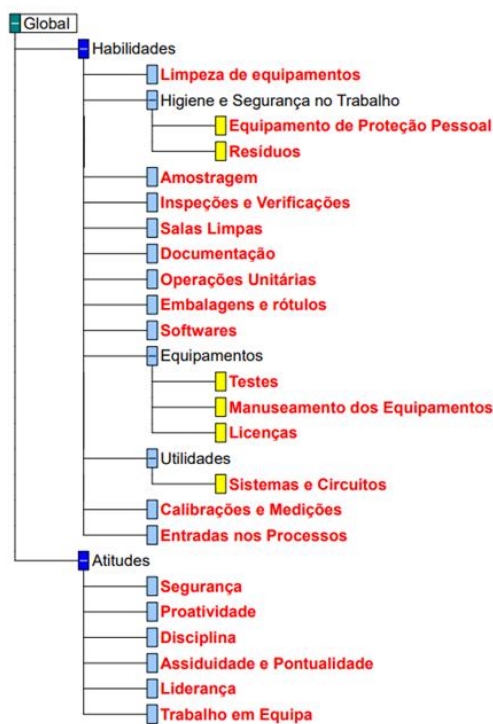 Global
Habilidades
Limpeza de equipamentos
Higiene e Segurança no Trabalho
Equipamento de Proteção Pessoal
Resíduos
Amostragem
Inspeções e Verificações
Salas Limpas
Documentação
Operações Unitárias
Embalagens e rótulos
Softwares
Equipamentos
Testes
Manuseamento dos Equipamentos
Licenças
Utilidades
Sistemas e Circuitos
Calibrações e Medições
Entradas nos Processos
Atitudes
Segurança
Proatividade
Disciplina
Assiduidade e Pontualidade
Liderança
Trabalho em Equipa